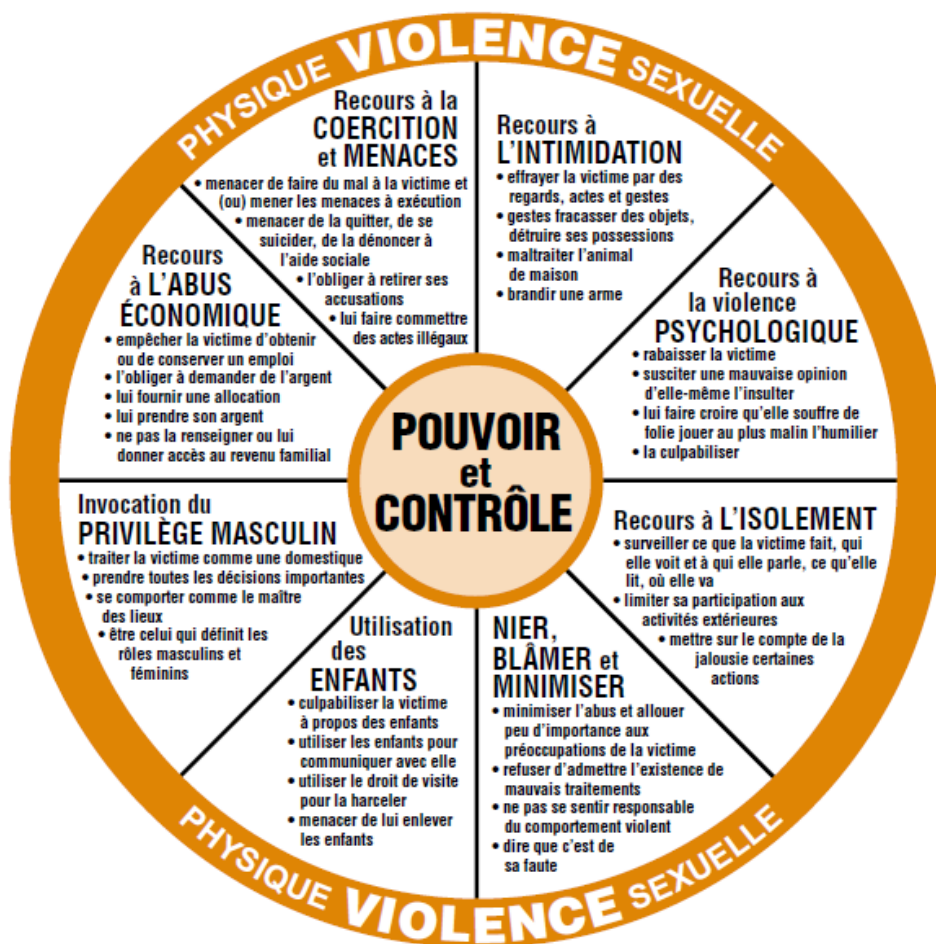 PHYSIQUE VIOLENCE SEXUELLE
Recours à la
COERCITION
et MENACES
• menacer de faire du mal à la victime et
(ou) mener les menaces à exécution
• menacer de la quitter, de se
suicider, de la dénoncer à
l'aide sociale
• l'obliger à retirer ses
accusations
• lui faire commettre
des actes illégaux
Recours à
L'INTIMIDATION
• effrayer la victime par des
regards, actes et gestes
• gestes fracasser des objets,
détruire ses possessions
• maltraiter l'animal
de maison
• brandir une arme
Recours à
la violence
PSYCHOLOGIQUE
• rabaisser la victime
• susciter une mauvaise opinion
d'elle-même l'insulter
• lui faire croire qu'elle souffre de
folie jouer au plus malin l'humilier
• la culpabiliser
Recours à L'ISOLEMENT
• surveiller ce que la victime fait, qui
elle voit et à qui elle parle, ce qu'elle
lit, où elle va
• limiter sa participation aux
activités extérieures
• mettre sur le compte de la
jalousie certaines
actions
NIER,
BLÂMER et
MINIMISER
• minimiser l'abus et allouer
peu d'importance aux
préoccupations de la victime
• refuser d'admettre l'existence de
mauvais traitements
• ne pas se sentir responsable
du comportement violent
• dire que c'est de
sa faute
Utilisation
des
ENFANTS
• culpabiliser la victime
à propos des enfants
• utiliser les enfants pour
communiquer avec elle
• utiliser le droit de visite
pour la harceler
• menacer de lui enlever
les enfants
Invocation du
PRIVILÈGE MASCULIN
• traiter la victime comme une domestique
• prendre toutes les décisions importantes
• se comporter comme le maître
des lieux
• être celui qui définit les
rôles masculins et
féminins
Recours
à L'ABUS
ÉCONOMIQUE
• empêcher la victime d'obtenir
ou de conserver un emploi
• l'obliger à demander de l'argent
• lui fournir une allocation
• lui prendre son argent
• ne pas la renseigner ou lui
donner accès au revenu familial
POUVOIR
et
CONTRÔLE
PHYSIQUE VIOLENCE SEXUELLE